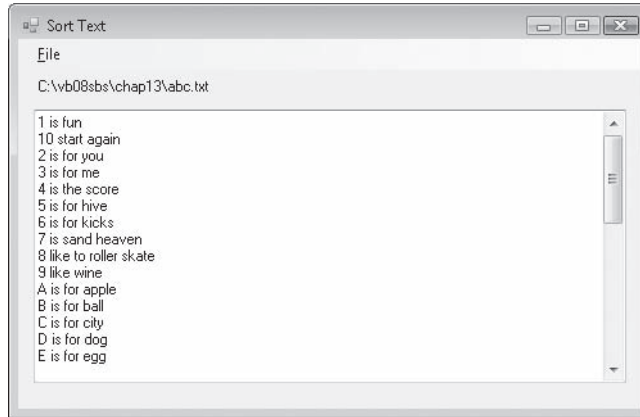 Sort Text
File
C:\vb08sbs\chap13\abc.txt
1 is fun
10 start again
2 is for you
3 is for me
4 is the score
5 is for hive
6 is for kicks
7 is sand heaven
8 like to roller skate
9 like wine
A is for apple
B is for ball
C is for city
D is for dog
E is for egg